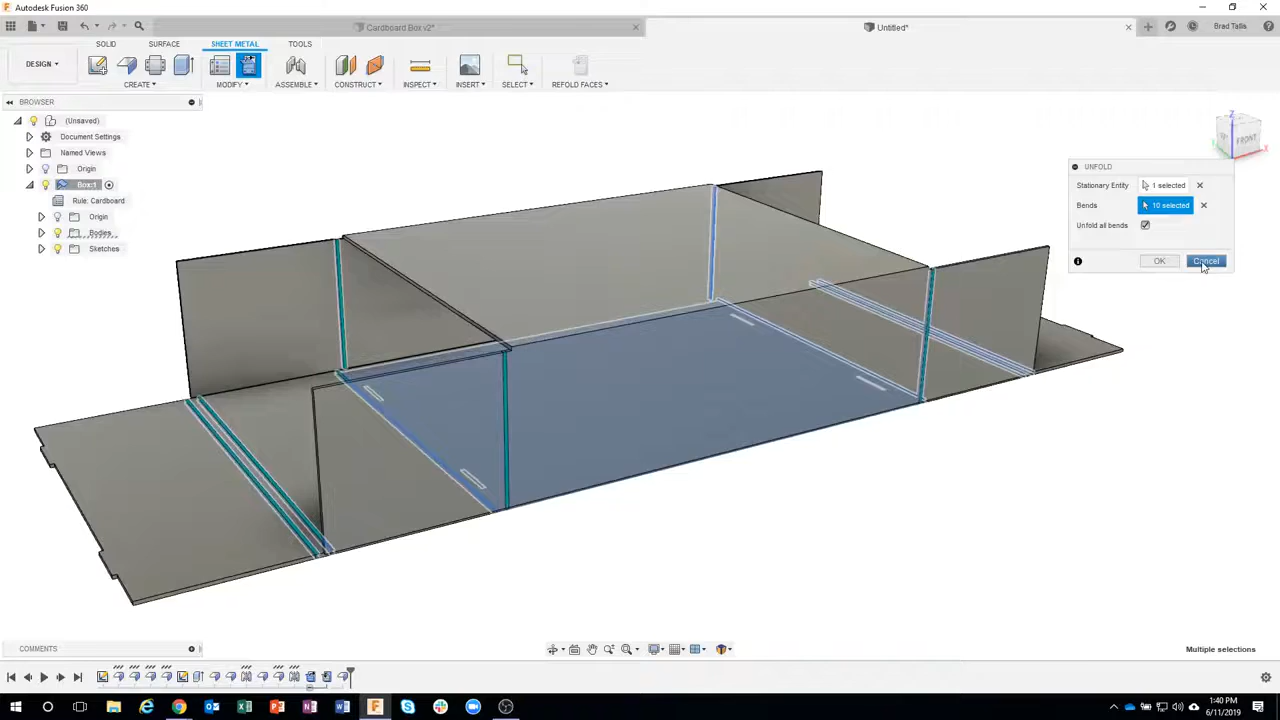 Autodesk Fusion 360
Cardboard Box v2*
Untitled*
Brad Tallis
SOLID SURFACE SHEET METAL TOOLS
DESIGN
CREATE MODIFY ASSEMBLE CONSTRUCT INSPECT INSERT SELECT REFOLD FACES
BROWSER
(Unsaved)
Document Settings
Named Views
Origin
Box:1
Rule: Cardboard
Origin
Bodies
Sketches
Z
FRONT
X
UNFOLD
Stationary Entity 1 selected
Bends 10 selected
Unfold all bends
OK Cancel
COMMENTS
Multiple selections
1:40 PM
6/11/2019